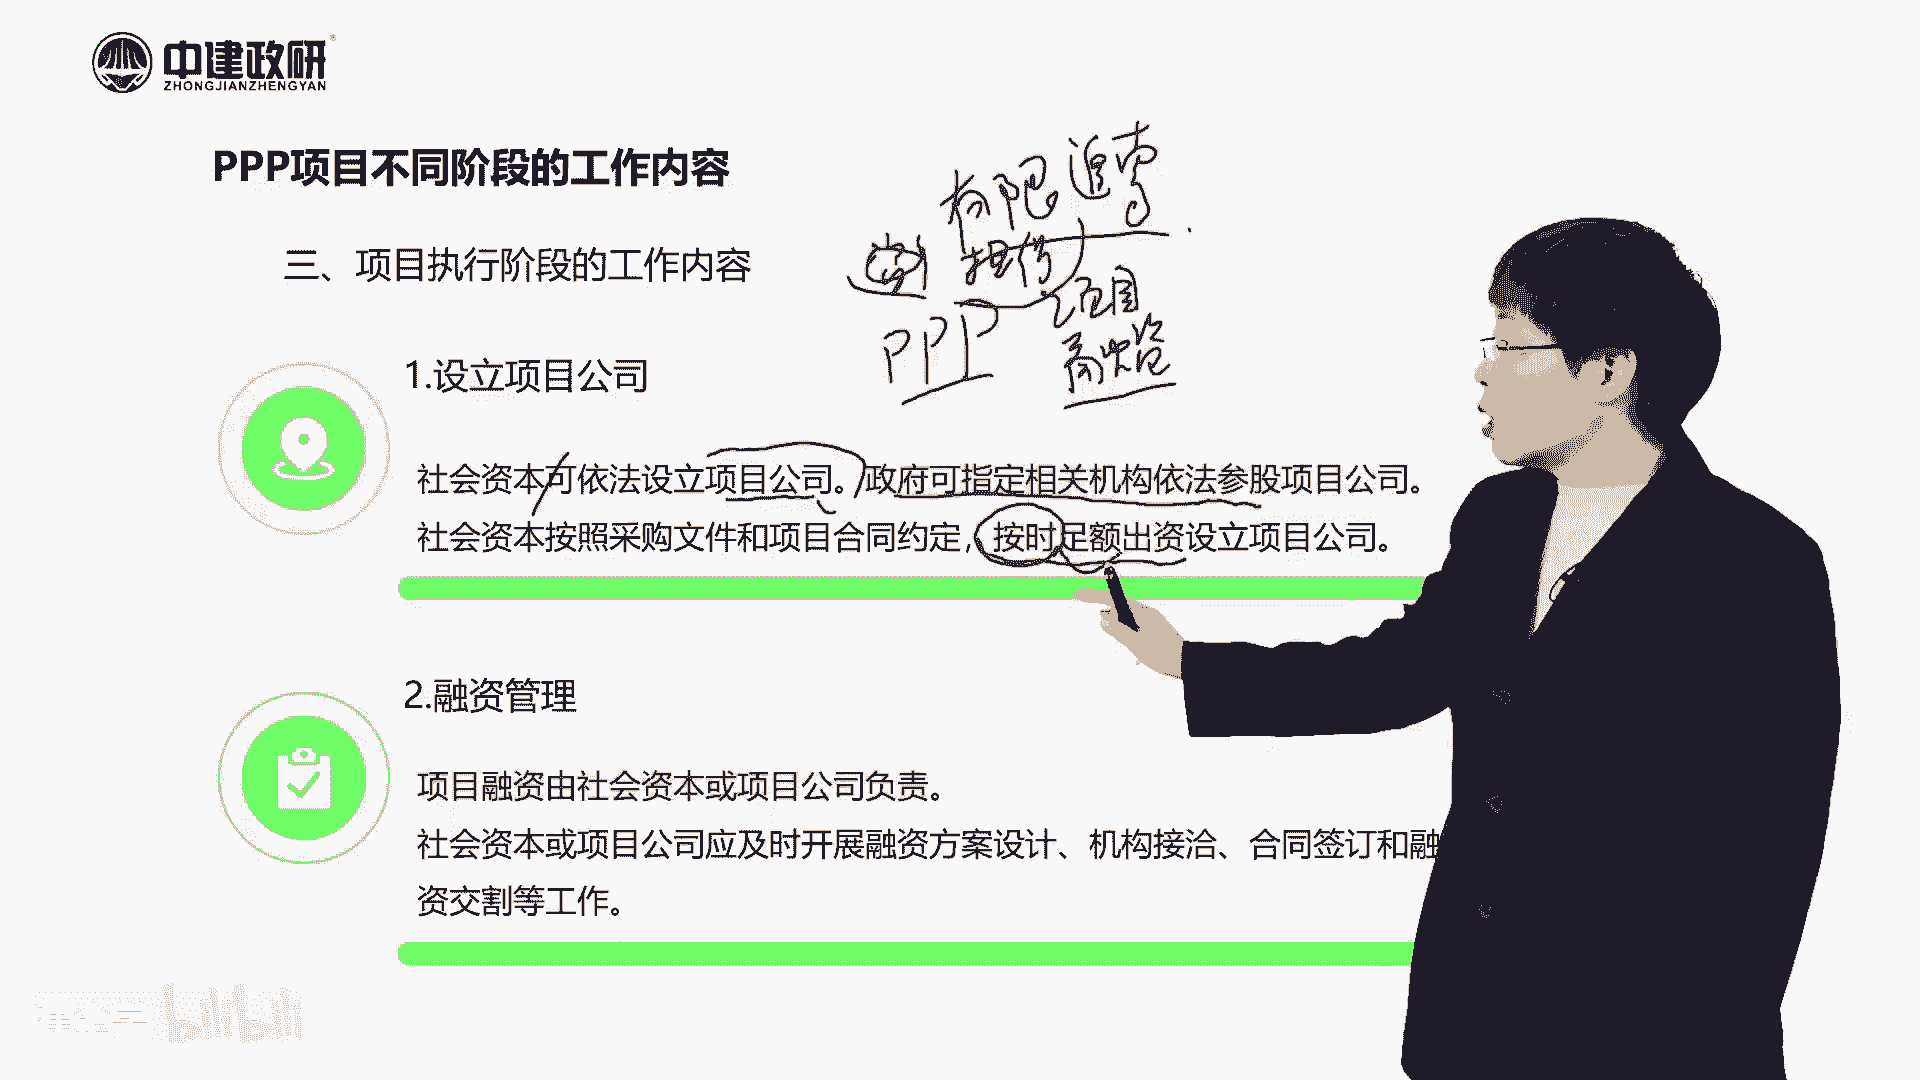 中建政研
ZHONGJIANZHENGYAN
PPP项目不同阶段的工作内容
有限追索
担保
三、项目执行阶段的工作内容
项目
PPP
融资
1.设立项目公司
社会资本可依法设立项目公司。政府可指定相关机构依法参股项目公司。
社会资本按照采购文件和项目合同约定,按时足额出资设立项目公司。
2.融资管理
项目融资由社会资本或项目公司负责。
社会资本或项目公司应及时开展融资方案设计、机构接洽、合同签订和融
资交割等工作。
bilibili